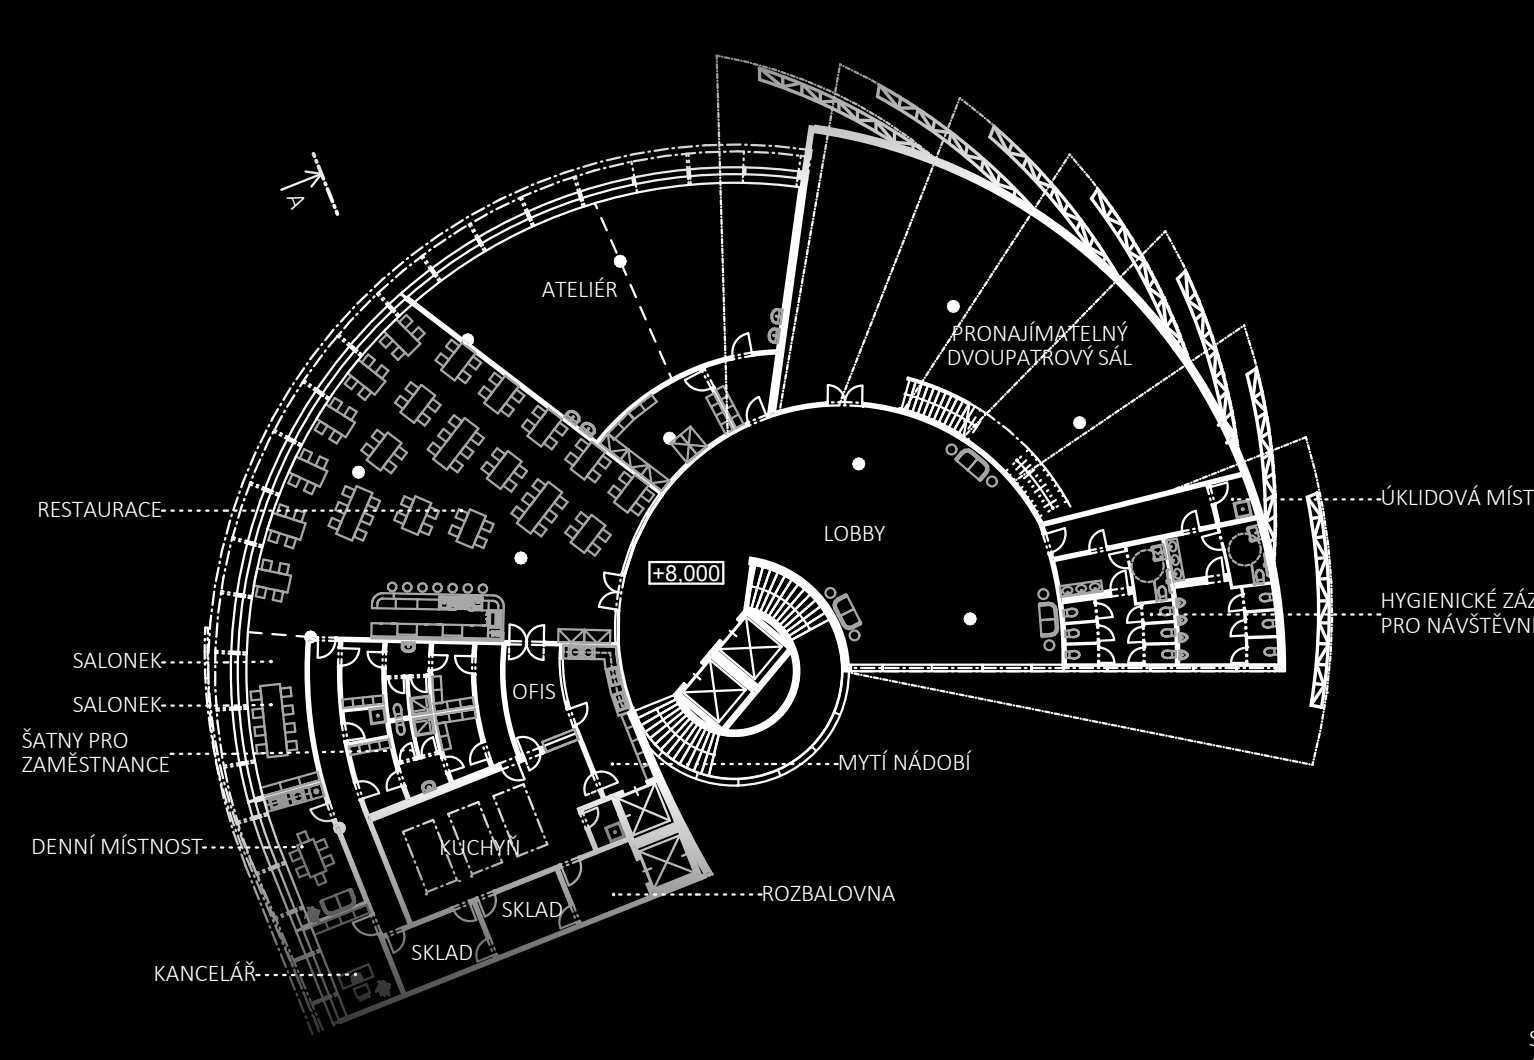 A
ATELIÉR
PRONAJÍMATELNÝ
DVOUPATROVÝ SÁL
RESTAURACE
ÚKLIDOVÁ MÍST
LOBBY
+8,000
HYGIENICKÉ ZÁZ
PRO NÁVŠTĚVNÍ
SALONEK
OFIS
SALONEK
ŠATNY PRO
ZAMĚSTNANCE
MYTÍ NÁDOBÍ
DENNÍ MÍSTNOST
KUCHYŇ
ROZBALOVNA
SKLAD
SKLAD
KANCELÁŘ